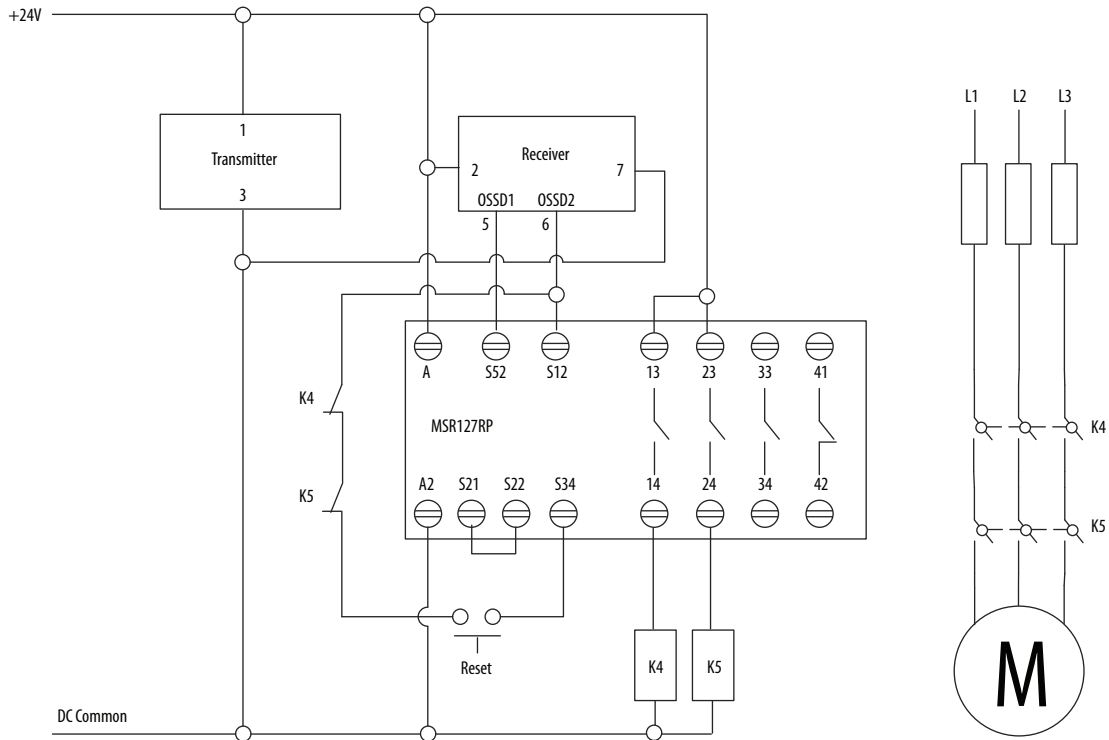 +24V
1
Transmitter
3
2
Receiver
7
OSSD1
OSSD2
5
6
L1
L2
L3
A
S52
S12
13
23
33
41
K4
MSR127RP
K4
K5
A2
S21
S22
S34
14
24
34
42
K5
Reset
K4
K5
M
DC Common